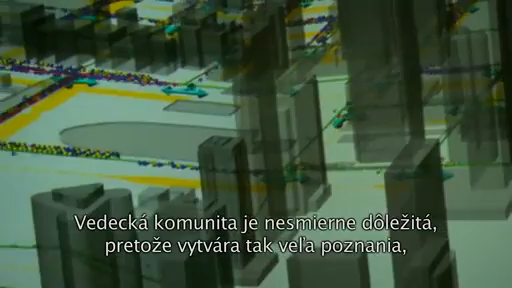 Vedecká komunita je nesmierne dôležitá,
pretože vytvára tak veľa poznania,